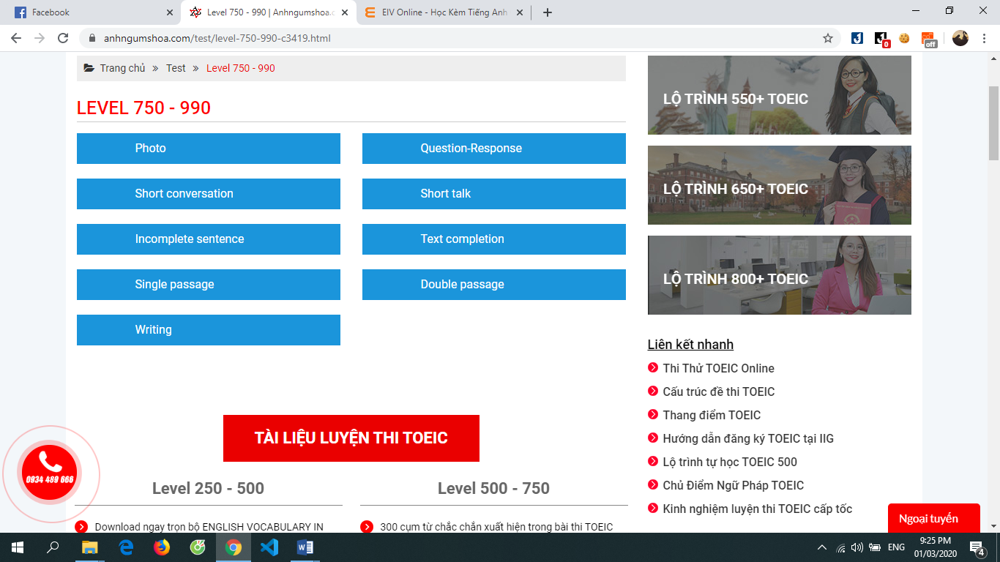 Facebook
Level 750 - 990 | Anhngumshoa.c
EIV Online - Học Kèm Tiếng Anh
anhngumshoa.com/test/level-750-990-c3419.html
0
off
Trang chủ » Test » Level 750 - 990
LEVEL 750 - 990
Photo
Question-Response
Short conversation
Short talk
Incomplete sentence
Text completion
Single passage
Double passage
Writing
LỘ TRÌNH 550+ TOEIC
LỘ TRÌNH 650+ TOEIC
LỘ TRÌNH 800+ TOEIC
Liên kết nhanh
Thi Thử TOEIC Online
Cấu trúc đề thi TOEIC
Thang điểm TOEIC
Hướng dẫn đăng ký TOEIC tại IIG
Lộ trình tự học TOEIC 500
Chủ Điểm Ngữ Pháp TOEIC
Kinh nghiệm luyện thi TOEIC cấp tốc
TÀI LIỆU LUYỆN THI TOEIC
Level 250 - 500
Level 500 - 750
Download ngay trọn bộ ENGLISH VOCABULARY IN
300 cụm từ chắc chắn xuất hiện trong bài thi TOEIC
0934 489 666
Ngoại tuyến
ENG
9:25 PM
01/03/2020
4